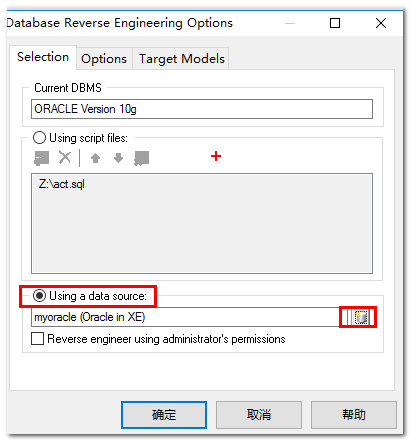 Database Reverse Engineering Options
Selection Options Target Models
Current DBMS
ORACLE Version 10g
Using script files:
Z:\act.sql
Using a data source:
myoracle (Oracle in XE)
Reverse engineer using administrator's permissions
确定 取消 帮助